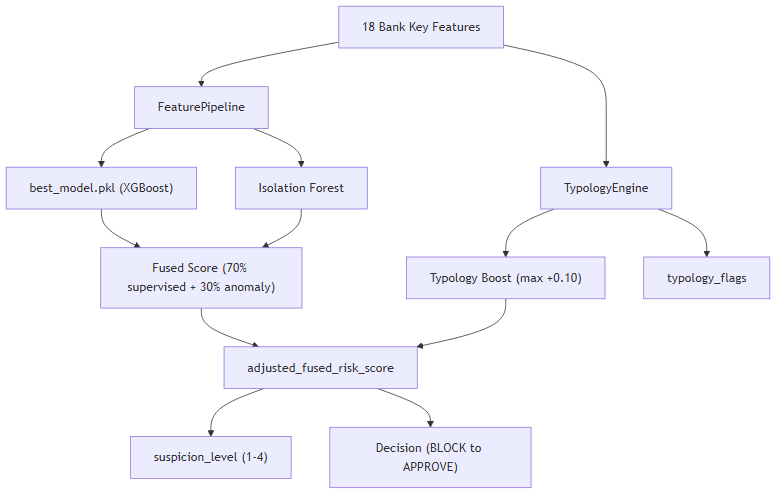 18 Bank Key Features
FeaturePipeline
best_model.pkl (XGBoost)
Isolation Forest
TypologyEngine
Fused Score (70%
supervised + 30% anomaly)
Typology Boost (max +0.10)
typology_flags
adjusted_fused_risk_score
suspicion_level (1-4)
Decision (BLOCK to
APPROVE)